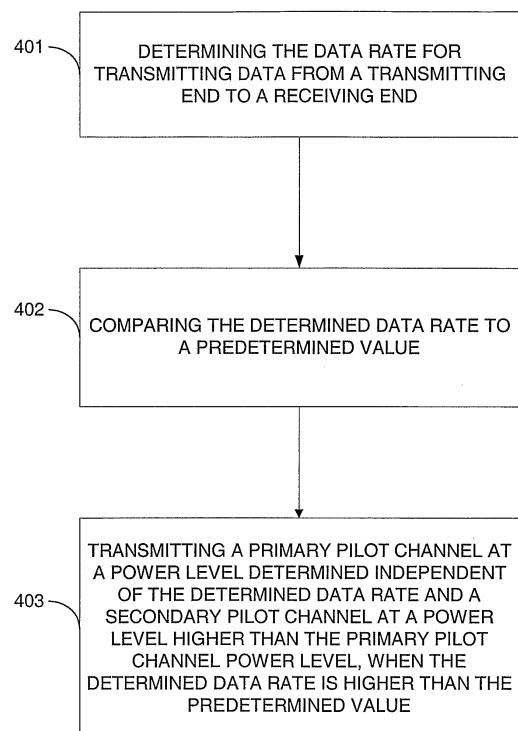 401
DETERMINING THE DATA RATE FOR
TRANSMITTING DATA FROM A TRANSMITTING
END TO A RECEIVING END
402
COMPARING THE DETERMINED DATA RATE TO
A PREDETERMINED VALUE
403
TRANSMITTING A PRIMARY PILOT CHANNEL AT
A POWER LEVEL DETERMINED INDEPENDENT
OF THE DETERMINED DATA RATE AND A
SECONDARY PILOT CHANNEL AT A POWER
LEVEL HIGHER THAN THE PRIMARY PILOT
CHANNEL POWER LEVEL, WHEN THE
DETERMINED DATA RATE IS HIGHER THAN THE
PREDETERMINED VALUE